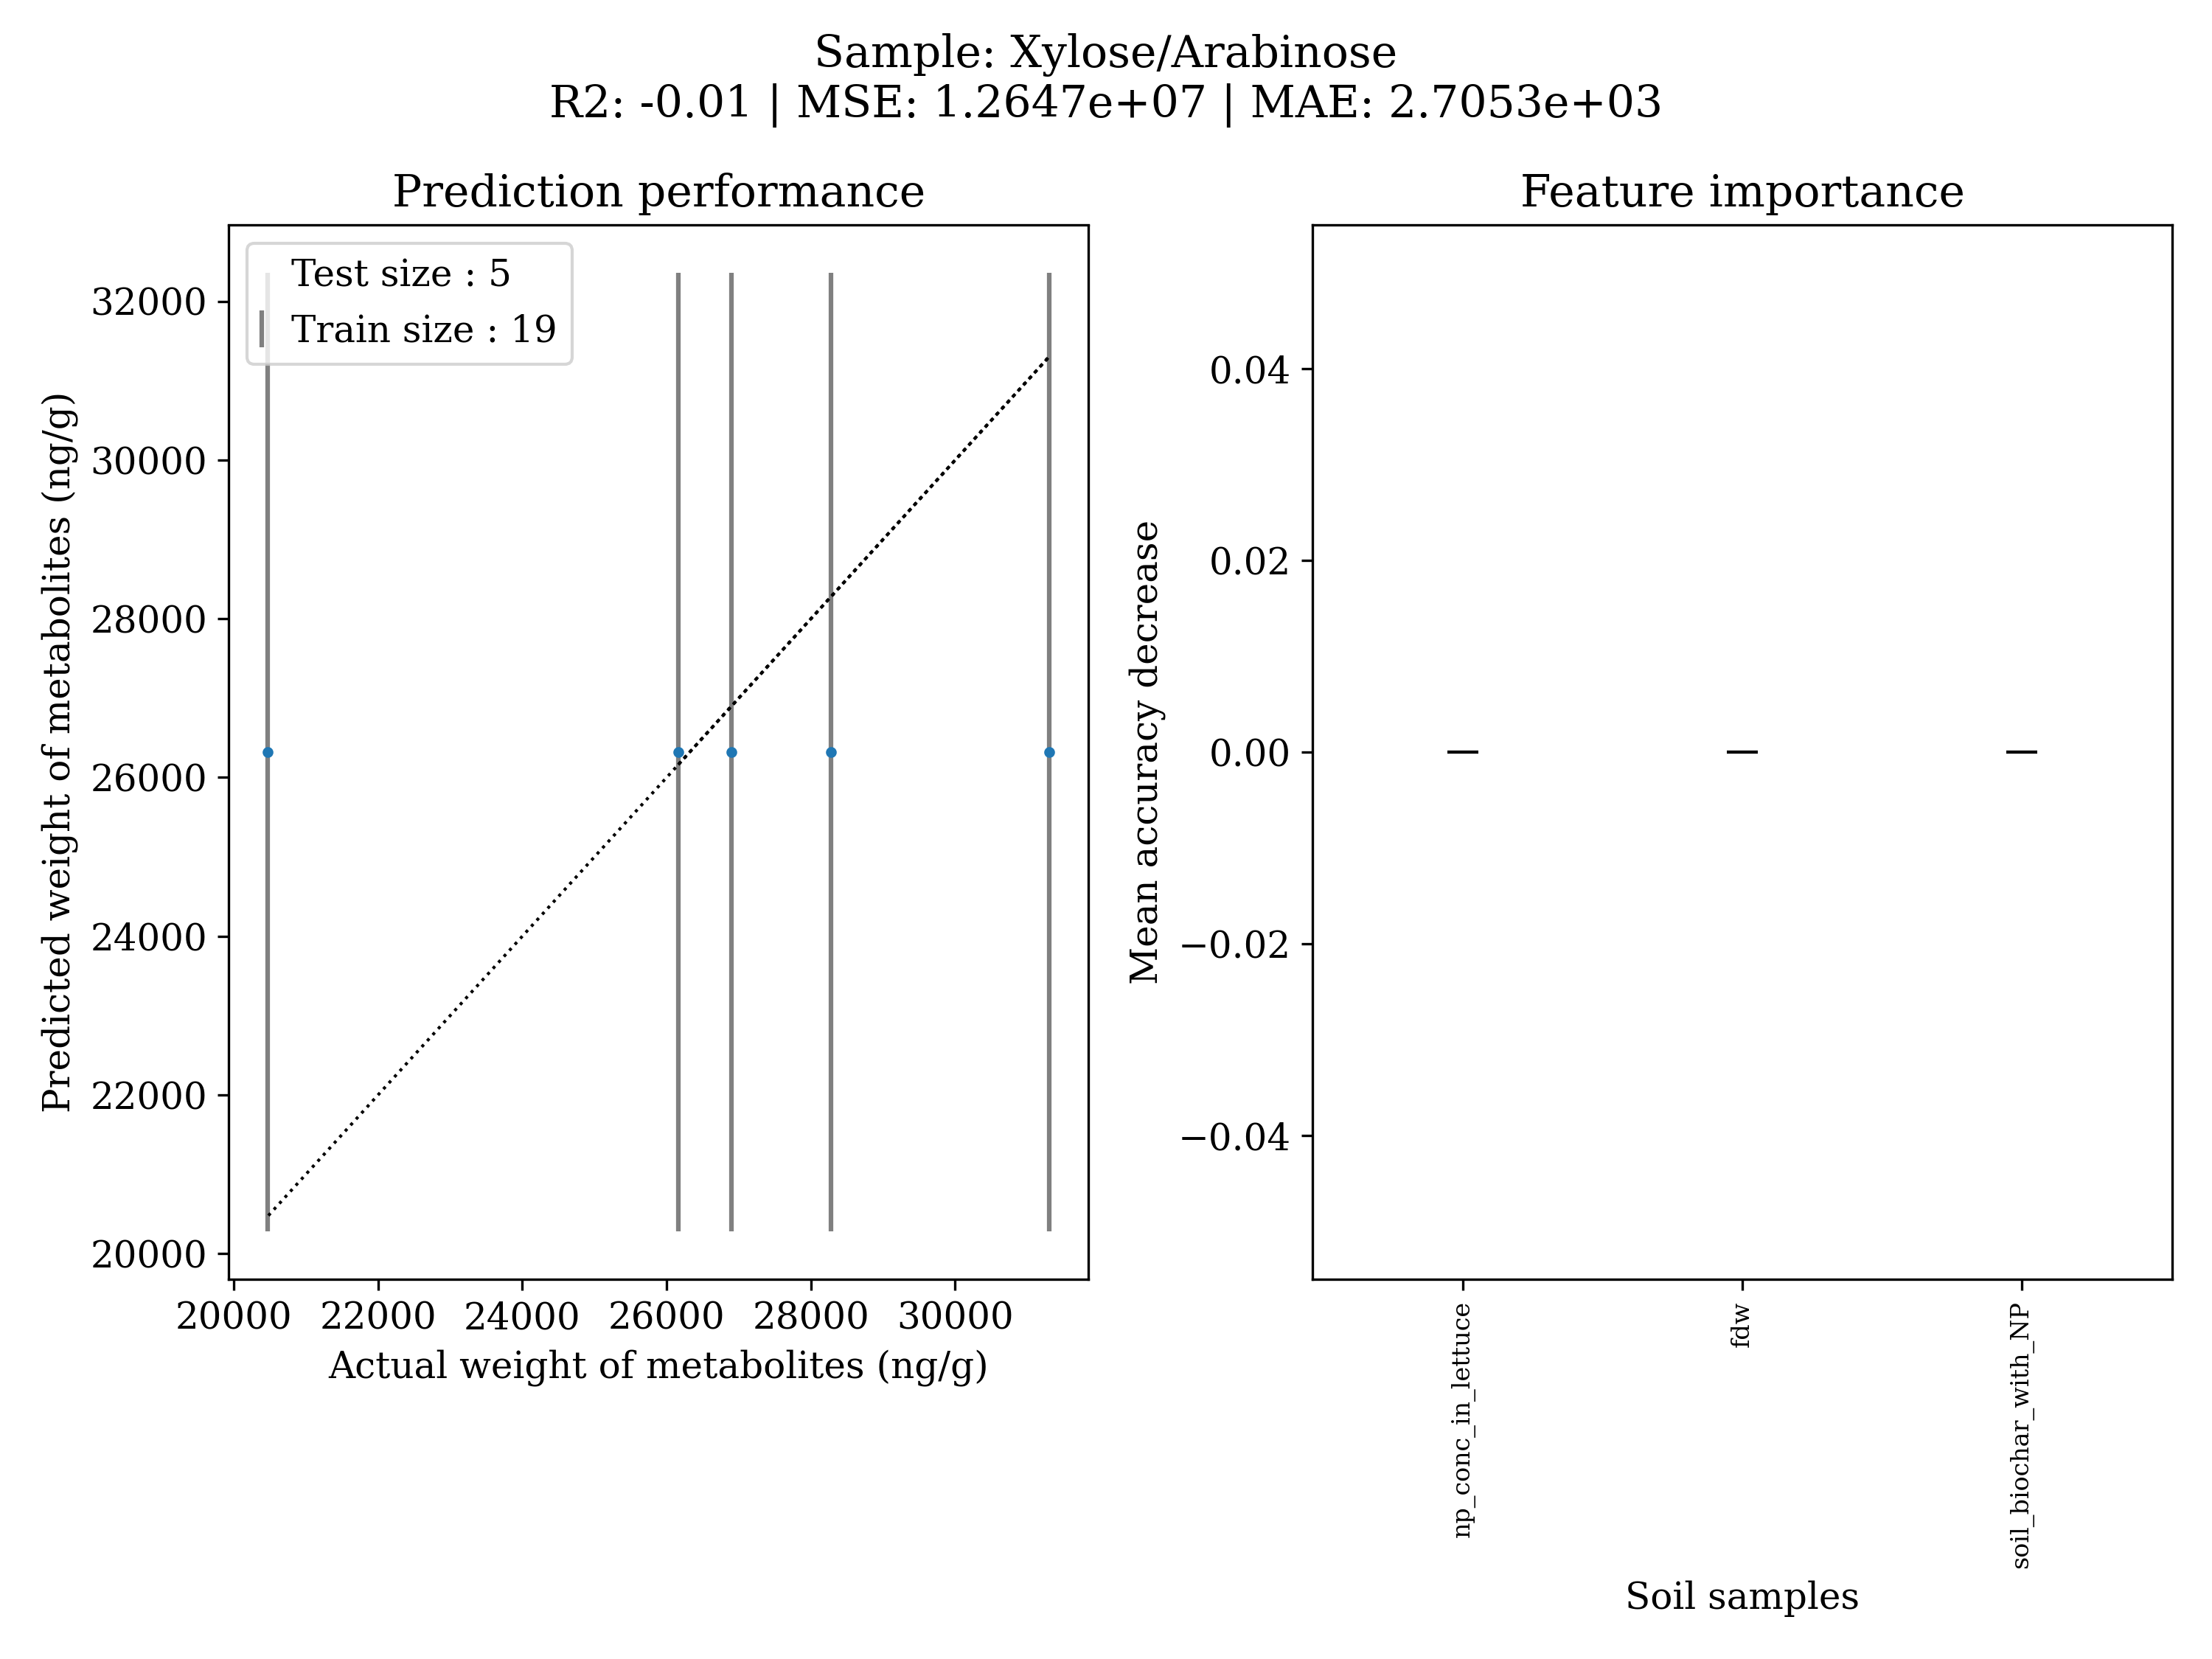 Sample: Xylose/Arabinose
R2: -0.01 | MSE: 1.2647e+07 | MAE: 2.7053e+03
Prediction performance
Test size : 5
Train size : 19
32000
30000
28000
26000
24000
22000
20000
Predicted weight of metabolites (ng/g)
20000 22000 24000 26000 28000 30000
Actual weight of metabolites (ng/g)
Feature importance
0.04
0.02
0.00
−0.02
−0.04
Mean accuracy decrease
np_conc_in_lettuce
fdw
soil_biochar_with_NP
Soil samples